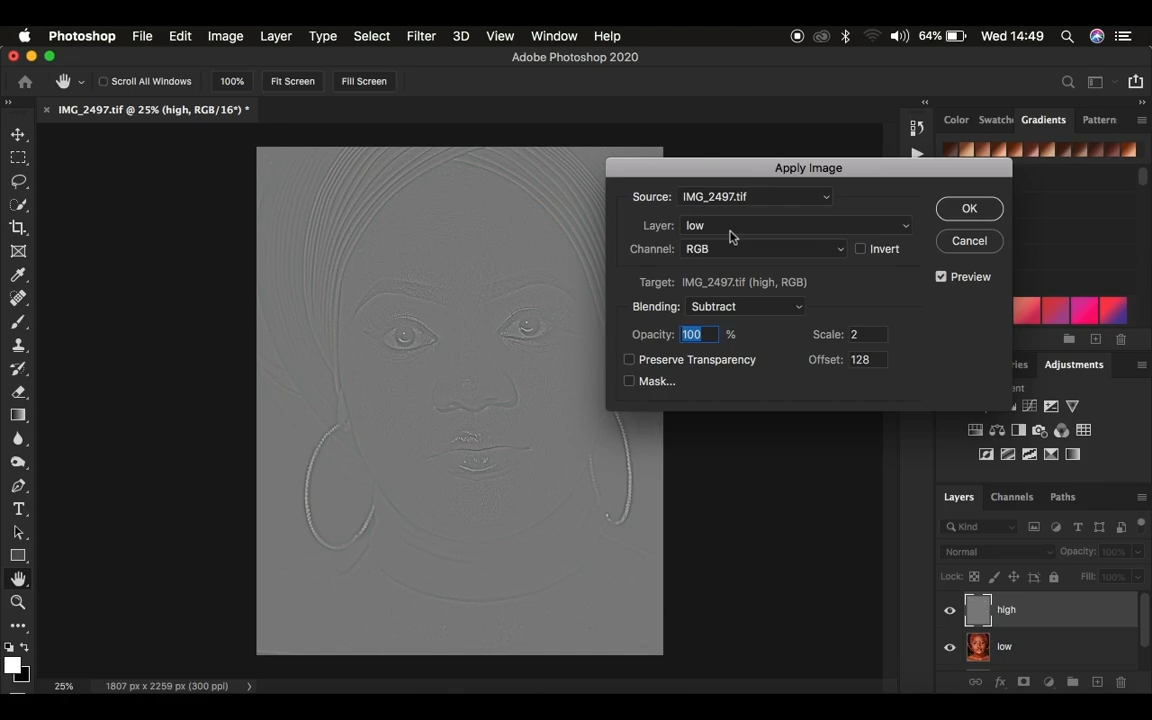 Photoshop File Edit Image Layer Type Select Filter 3D View Window Help 64% Wed 14:49
Adobe Photoshop 2020
Scroll All Windows 100% Fit Screen Fill Screen
IMG_2497.tif @ 25% (high, RGB/16*) *
Color Swatche Gradients Pattern
Apply Image
Source: IMG_2497.tif
OK
Layer: low
Cancel
Channel: RGB Invert
Preview
Target: IMG_2497.tif (high, RGB)
Blending: Subtract
Opacity: 100 % Scale: 2
Preserve Transparency Offset: 128
Mask...
ries Adjustments
ent
Layers Channels Paths
Kind
Normal Opacity: 100%
Lock: Fill: 100%
high
low
fx
25% 1807 px x 2259 px (300 ppi)